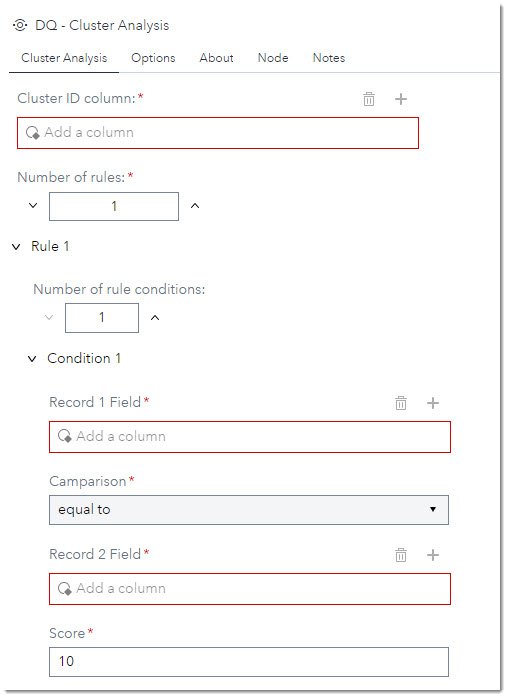 DQ - Cluster Analysis
Cluster Analysis Options About Node Notes
Cluster ID column:*
Add a column
Number of rules:*
1
Rule 1
Number of rule conditions:
1
Condition 1
Record 1 Field*
Add a column
Camparison*
equal to
Record 2 Field*
Add a column
Score*
10